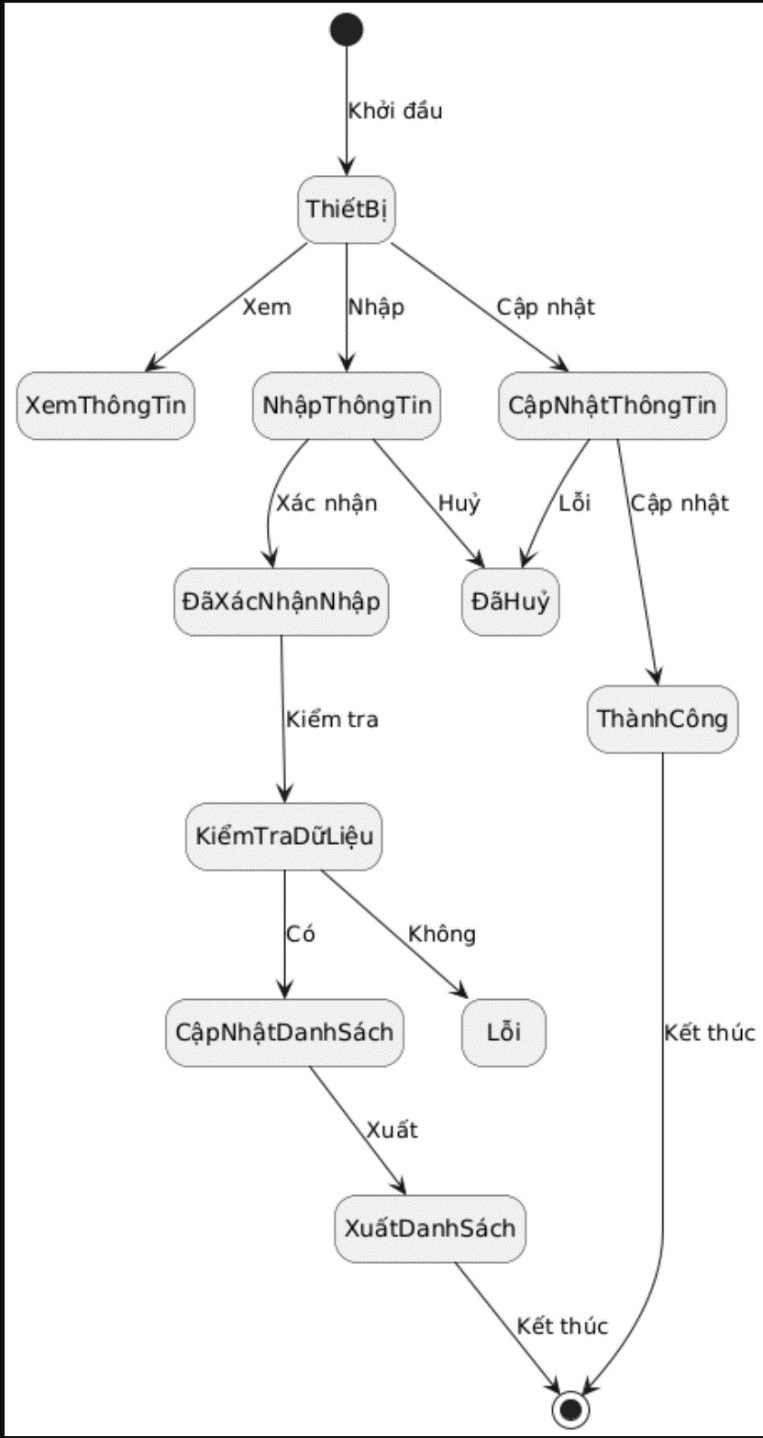 Khởi đầu
ThiếtBị
Xem
Nhập
Cập nhật
XemThôngTin
NhậpThôngTin
CậpNhậtThôngTin
Xác nhận
Huỷ
Lỗi
Cập nhật
ĐãXácNhậnNhập
ĐãHuỷ
Kiểm tra
ThànhCông
KiểmTraDữLiệu
Có
Không
CậpNhậtDanhSách
Lỗi
Kết thúc
Xuất
XuấtDanhSách
Kết thúc